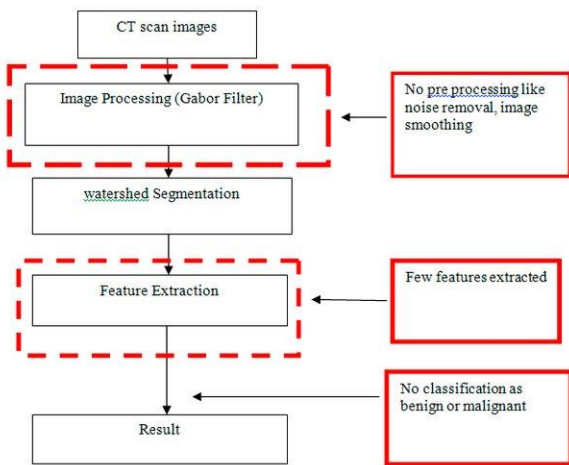 CT scan images
Image Processing (Gabor Filter)
No pre processing like
noise removal, image
smoothing
watershed Segmentation
Feature Extraction
Few features extracted
No classification as
benign or malignant
Result